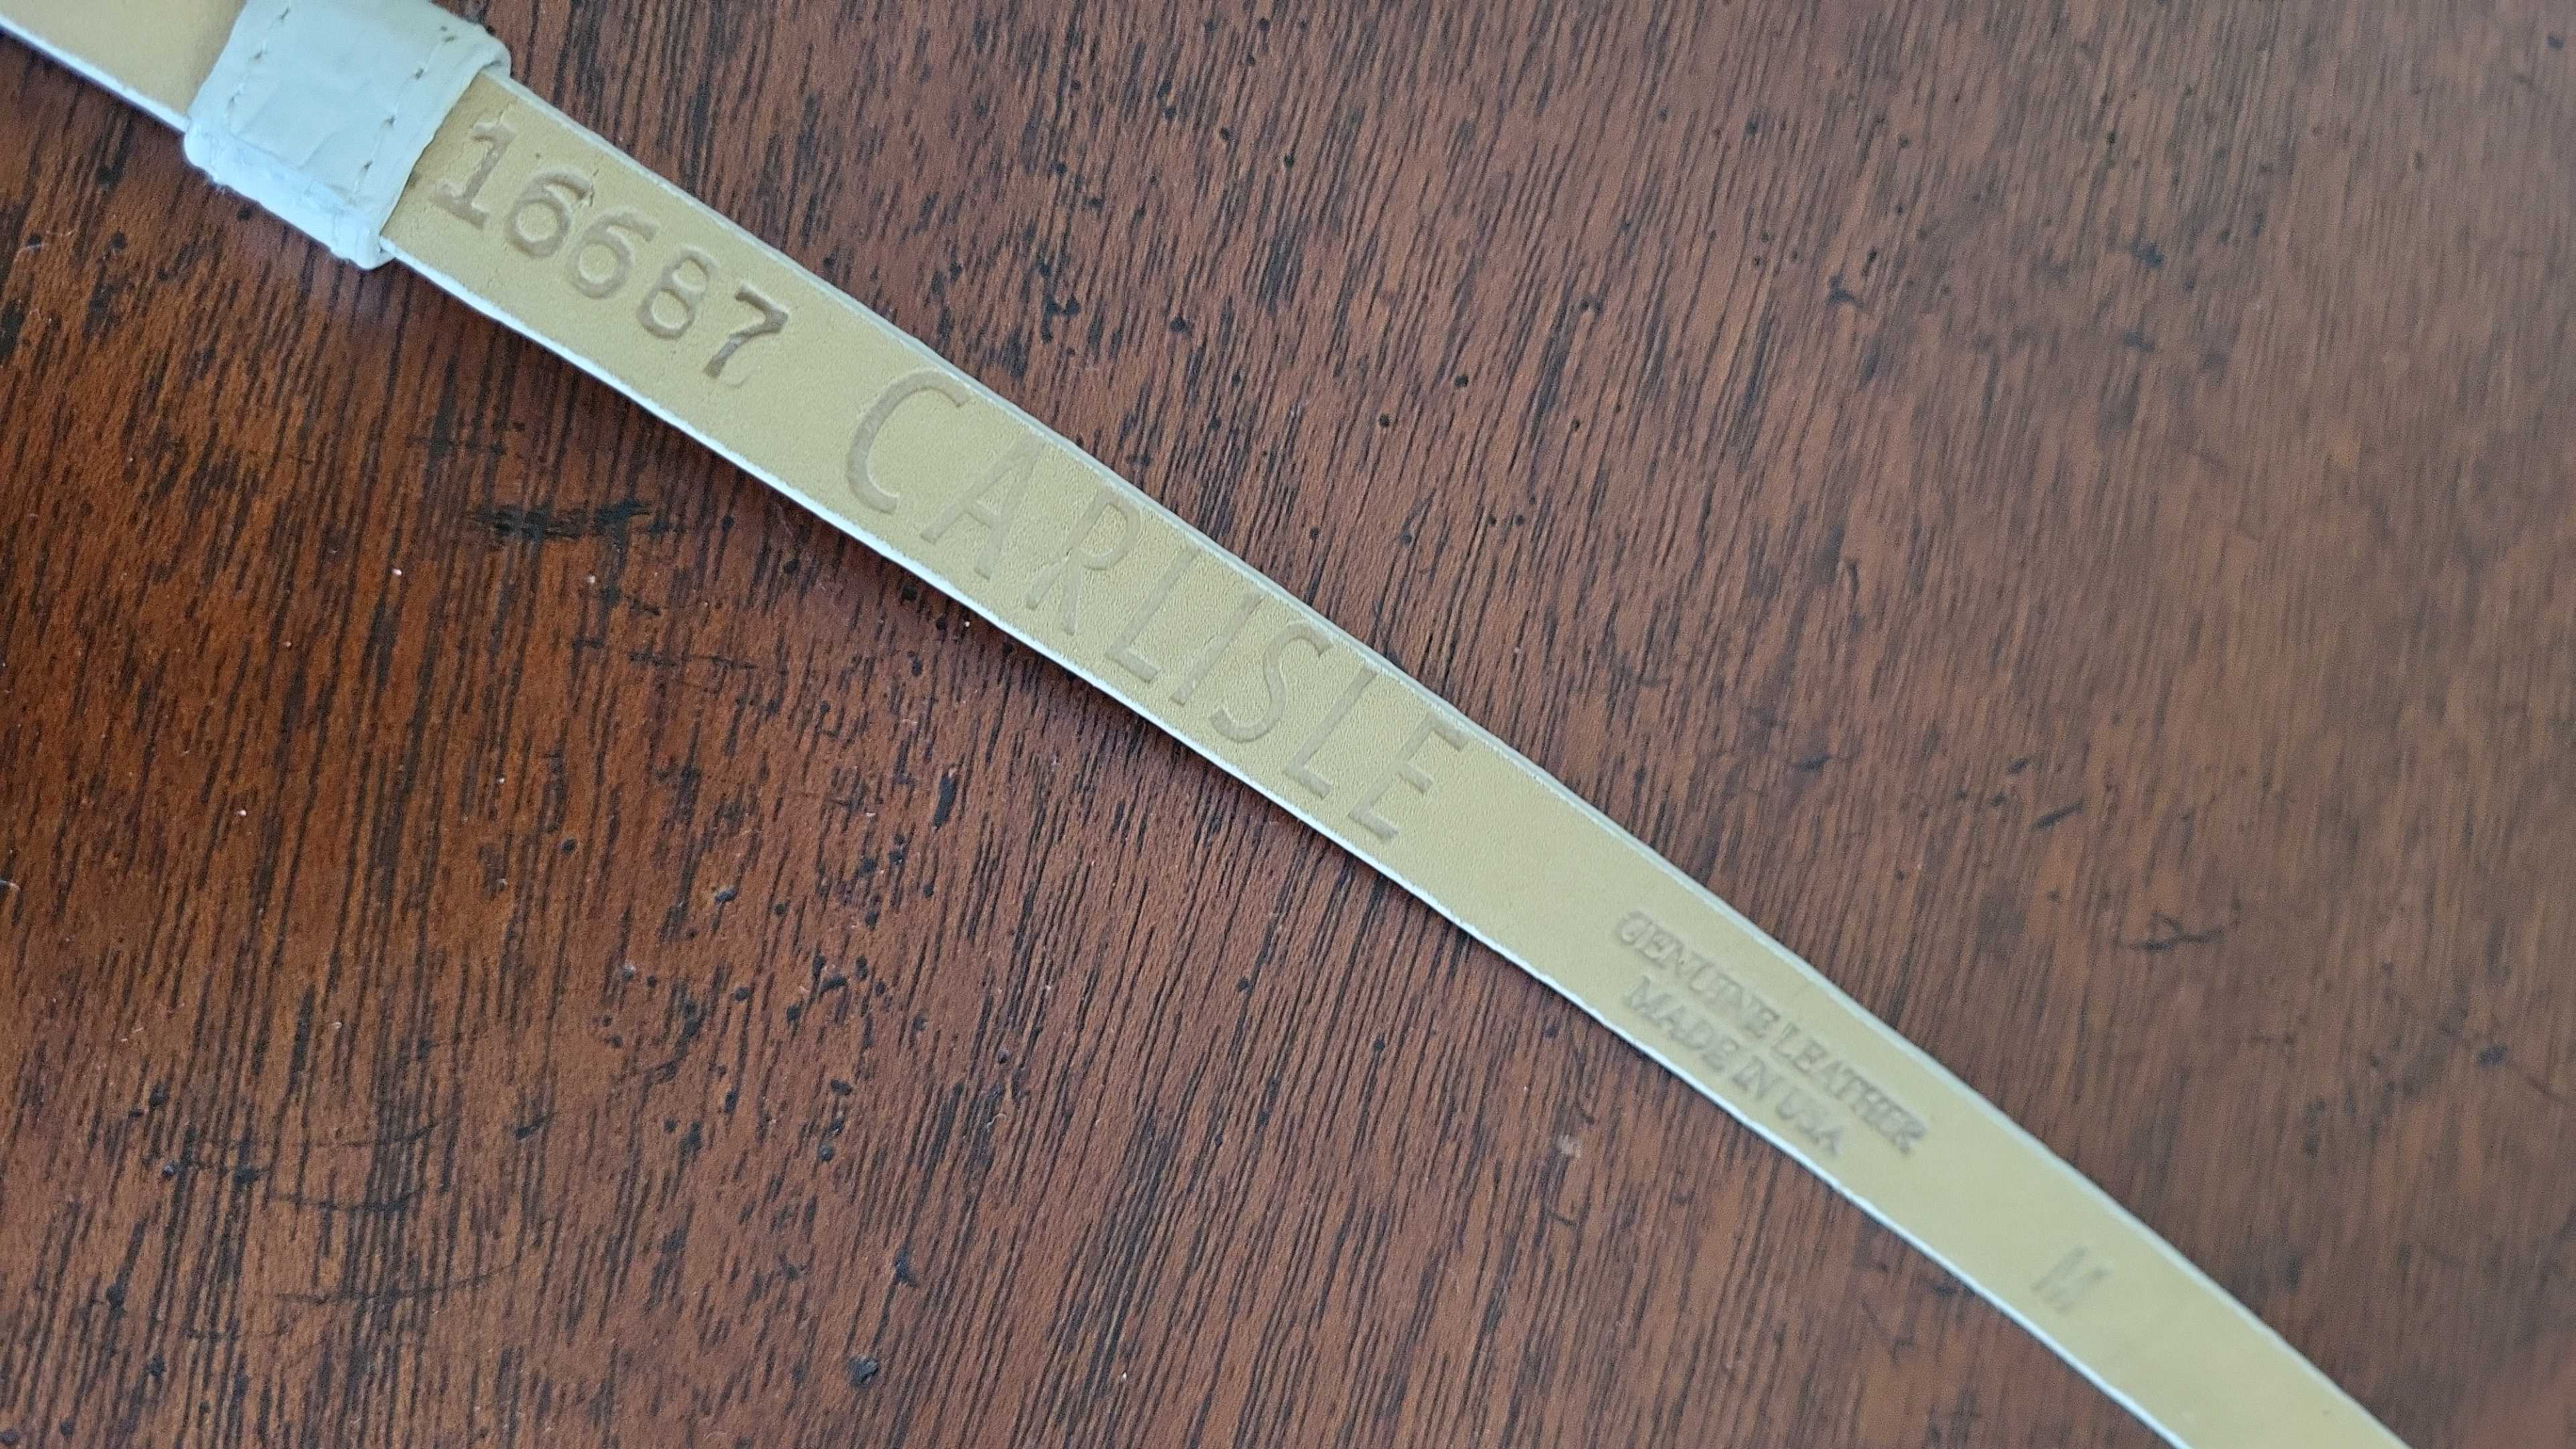 16687 CARLISLE
GENUINE LEATHER
MADE IN USA
M